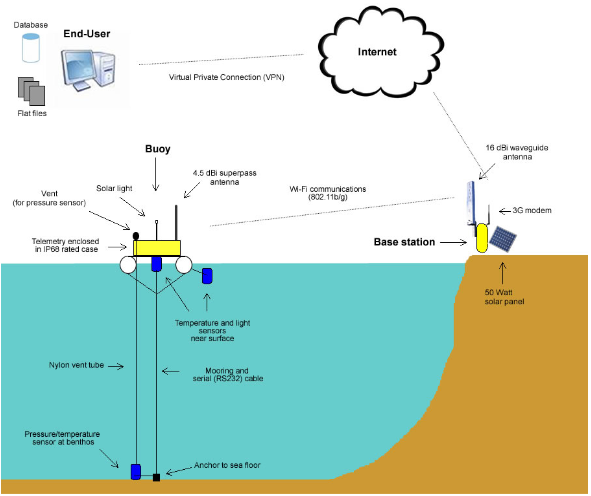 Database
End-User
Flat files
Virtual Private Connection (VPN)
Internet
16 dBi waveguide
antenna
Buoy
4.5 dBi superpass
antenna
Solar light
Vent
(for pressure sensor)
Wi-Fi communications
(802.11b/g)
3G modem
Telemetry enclosed
in IP68 rated case
Base station
50 Watt
solar panel
Temperature and light
sensors
near surface
Nylon vent tube
Mooring and
serial (RS232) cable
Pressure/temperature
sensor at benthos
Anchor to sea floor